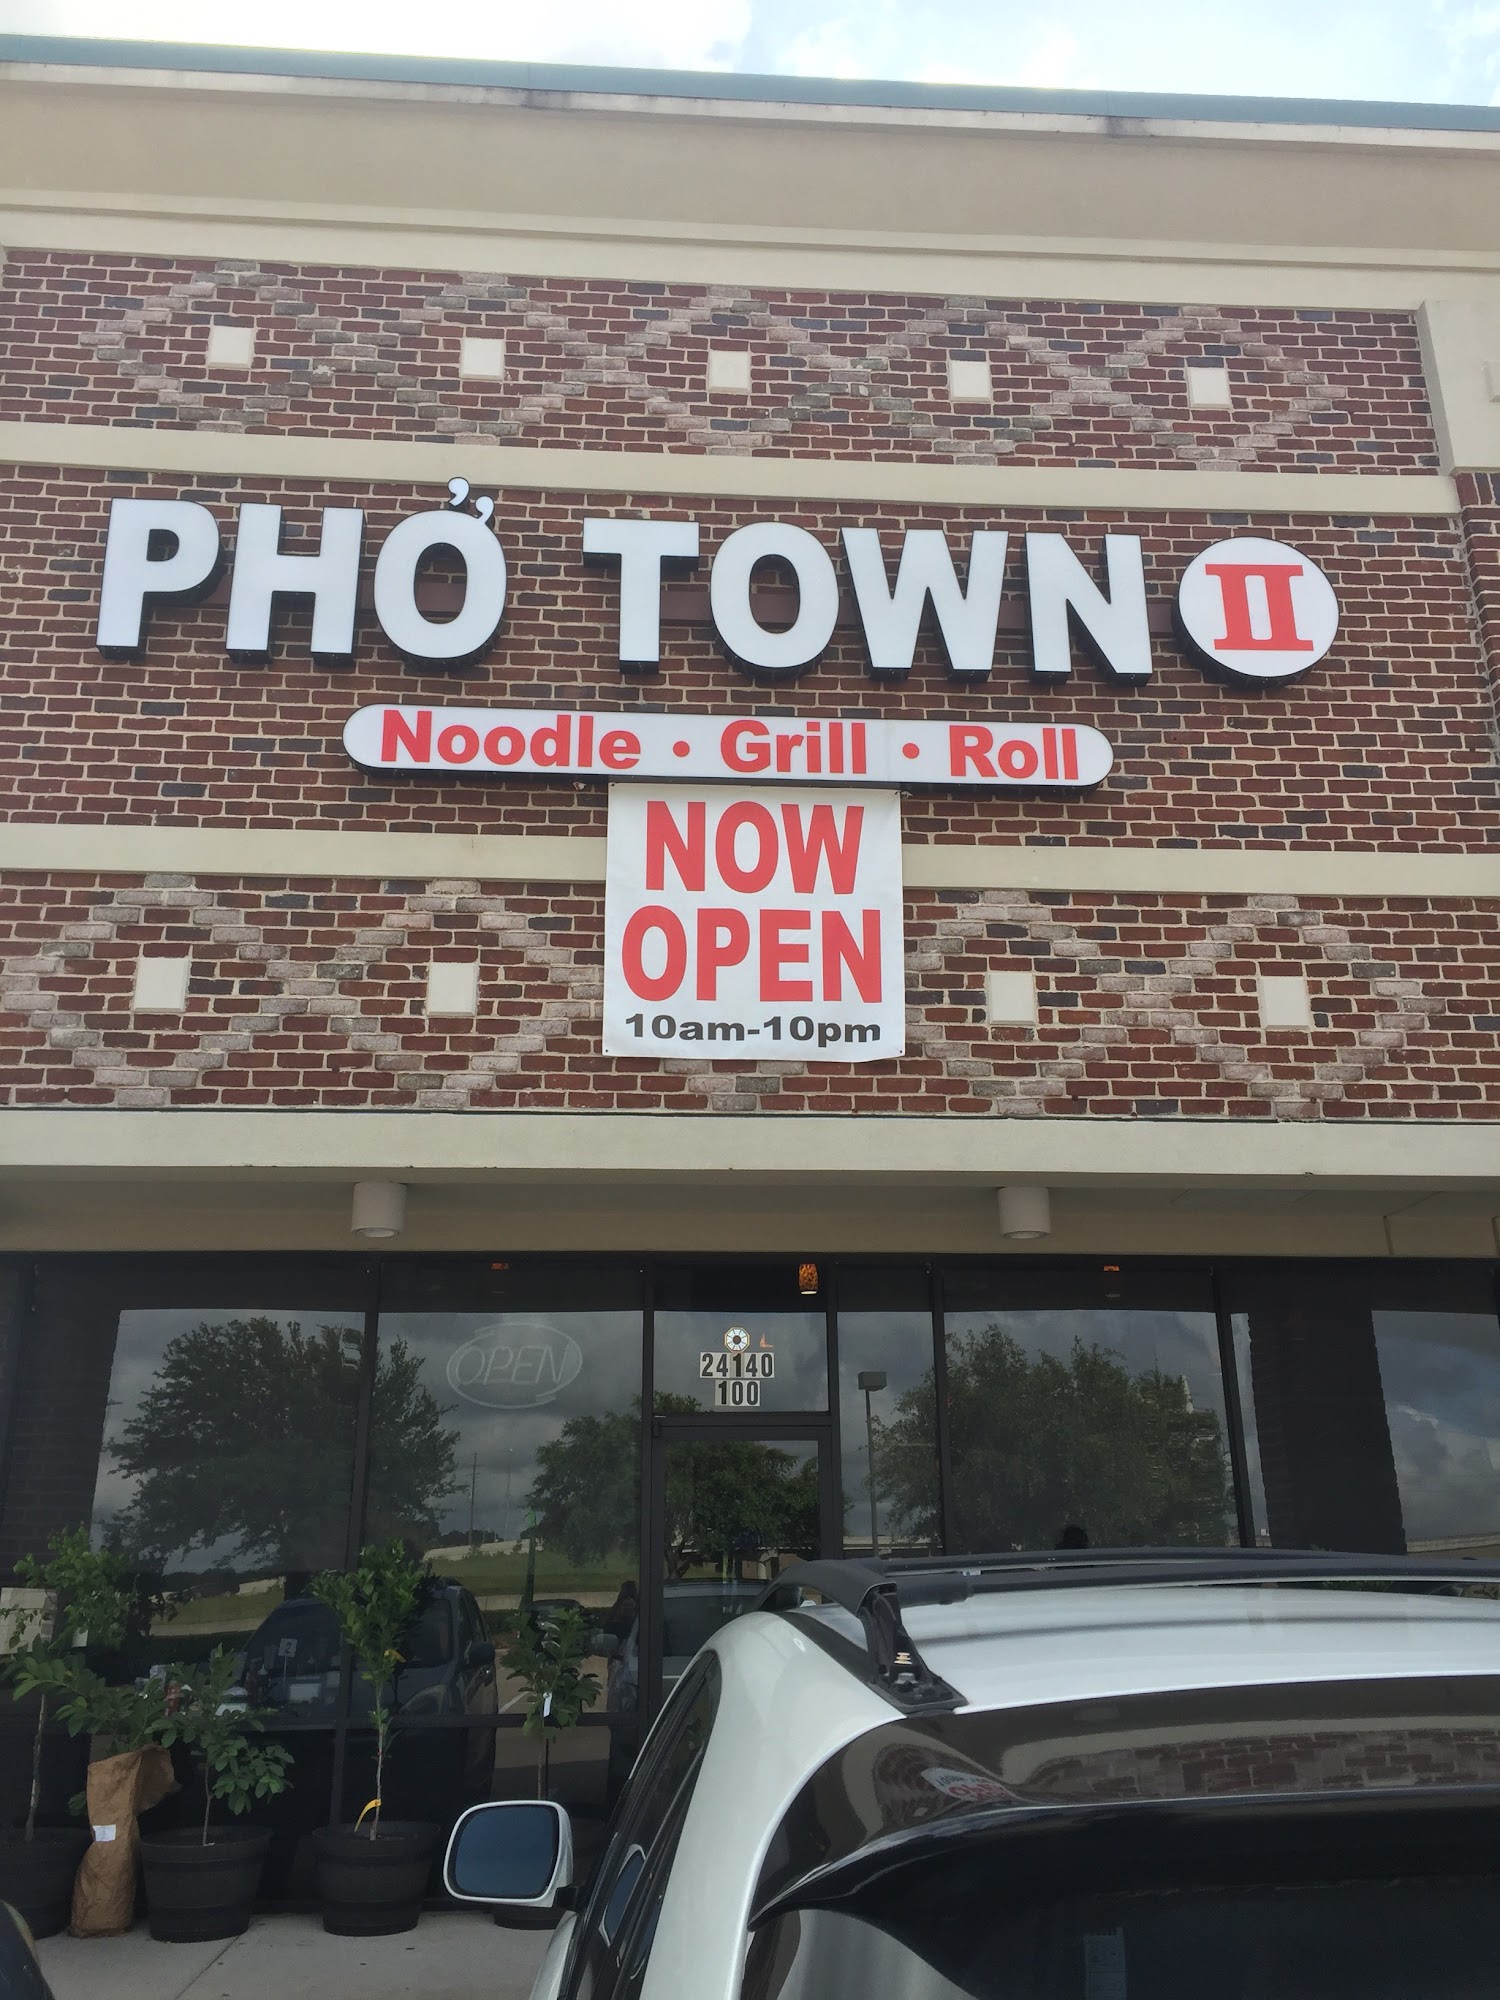 PHỞ TOWN II
Noodle • Grill • Roll
NOW
OPEN
10am-10pm
OPEN
24140
100